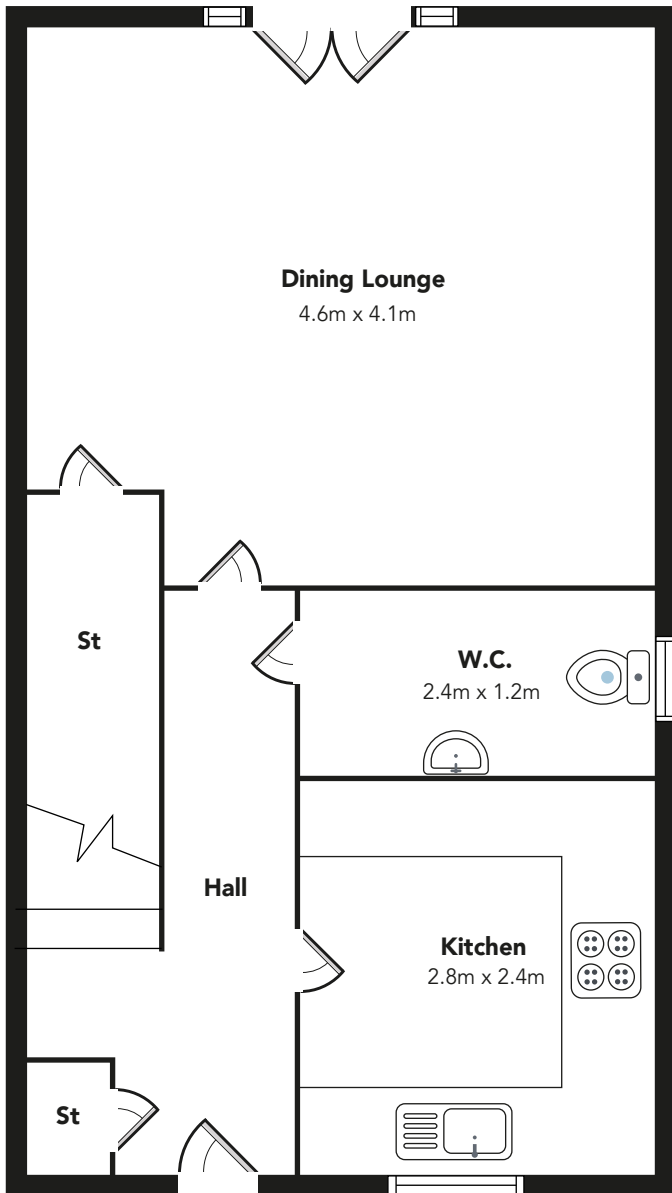 Dining Lounge
4.6m x 4.1m
St
W.C.
2.4m x 1.2m
Hall
Kitchen
2.8m x 2.4m
St